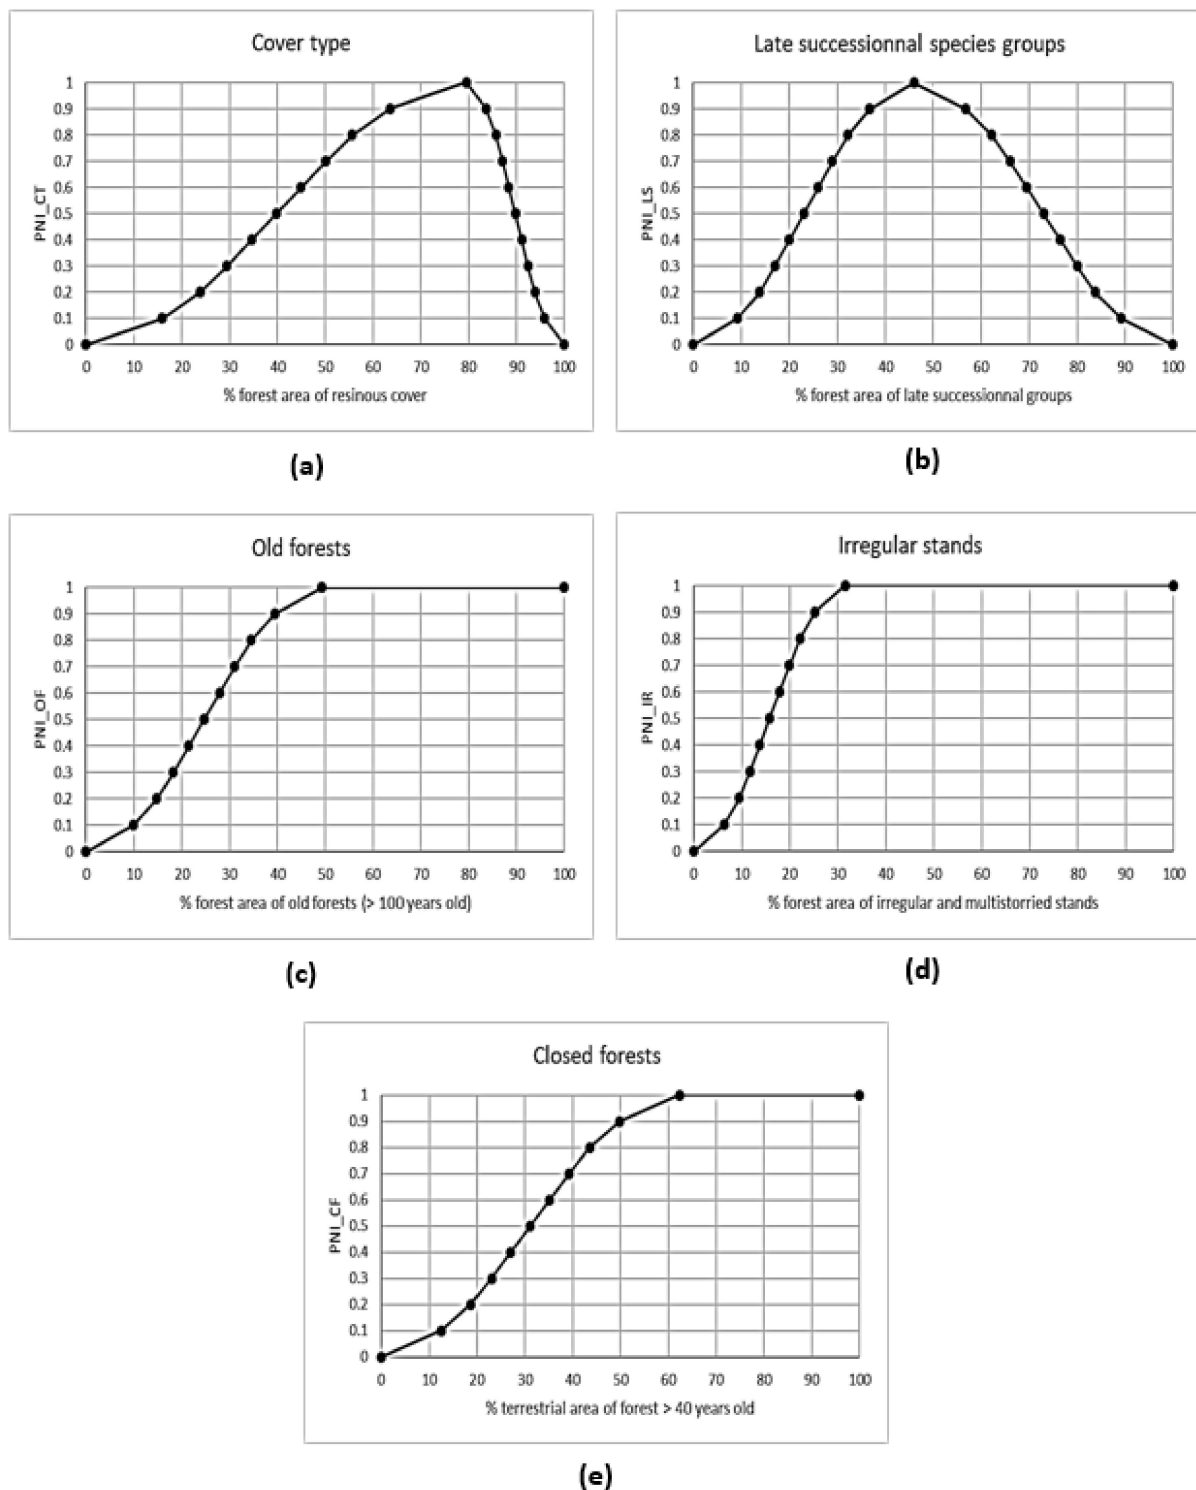 Cover type
1
0.9
0.8
0.7
0.6
0.5
0.4
0.3
0.2
0.1
0
PNI_CT
0 10 20 30 40 50 60 70 80 90 100
% forest area of resinous cover
(a)
Late successionnal species groups
1
0.9
0.8
0.7
0.6
0.5
0.4
0.3
0.2
0.1
0
PNI_LS
0 10 20 30 40 50 60 70 80 90 100
% forest area of late successionnal groups
(b)
Old forests
1
0.9
0.8
0.7
0.6
0.5
0.4
0.3
0.2
0.1
0
PNI_OF
0 10 20 30 40 50 60 70 80 90 100
% forest area of old forests (> 100 years old)
(c)
Irregular stands
1
0.9
0.8
0.7
0.6
0.5
0.4
0.3
0.2
0.1
0
PNI_IR
0 10 20 30 40 50 60 70 80 90 100
% forest area of irregular and multistorried stands
(d)
Closed forests
1
0.9
0.8
0.7
0.6
0.5
0.4
0.3
0.2
0.1
0
PNI_CF
0 10 20 30 40 50 60 70 80 90 100
% terrestrial area of forest > 40 years old
(e)